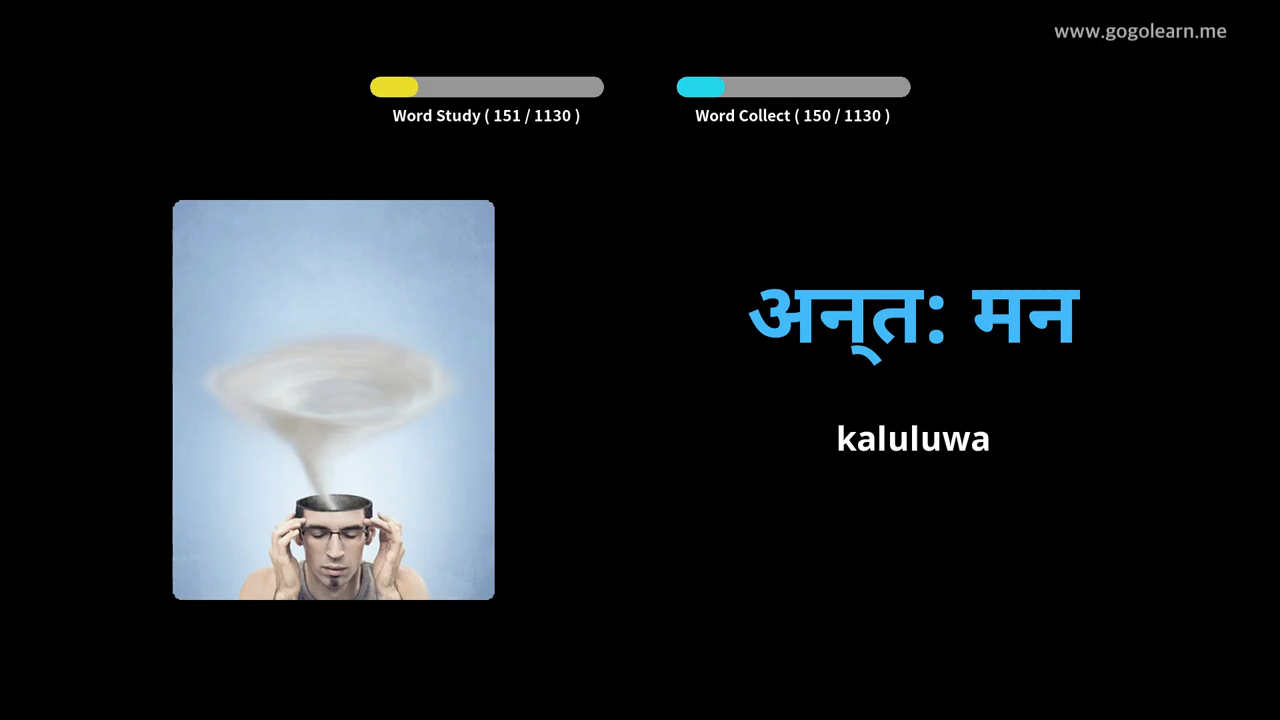 www.gogolearn.me
Word Study ( 151 / 1130 )
Word Collect ( 150 / 1130 )
अन्‌त: मन
kaluluwa